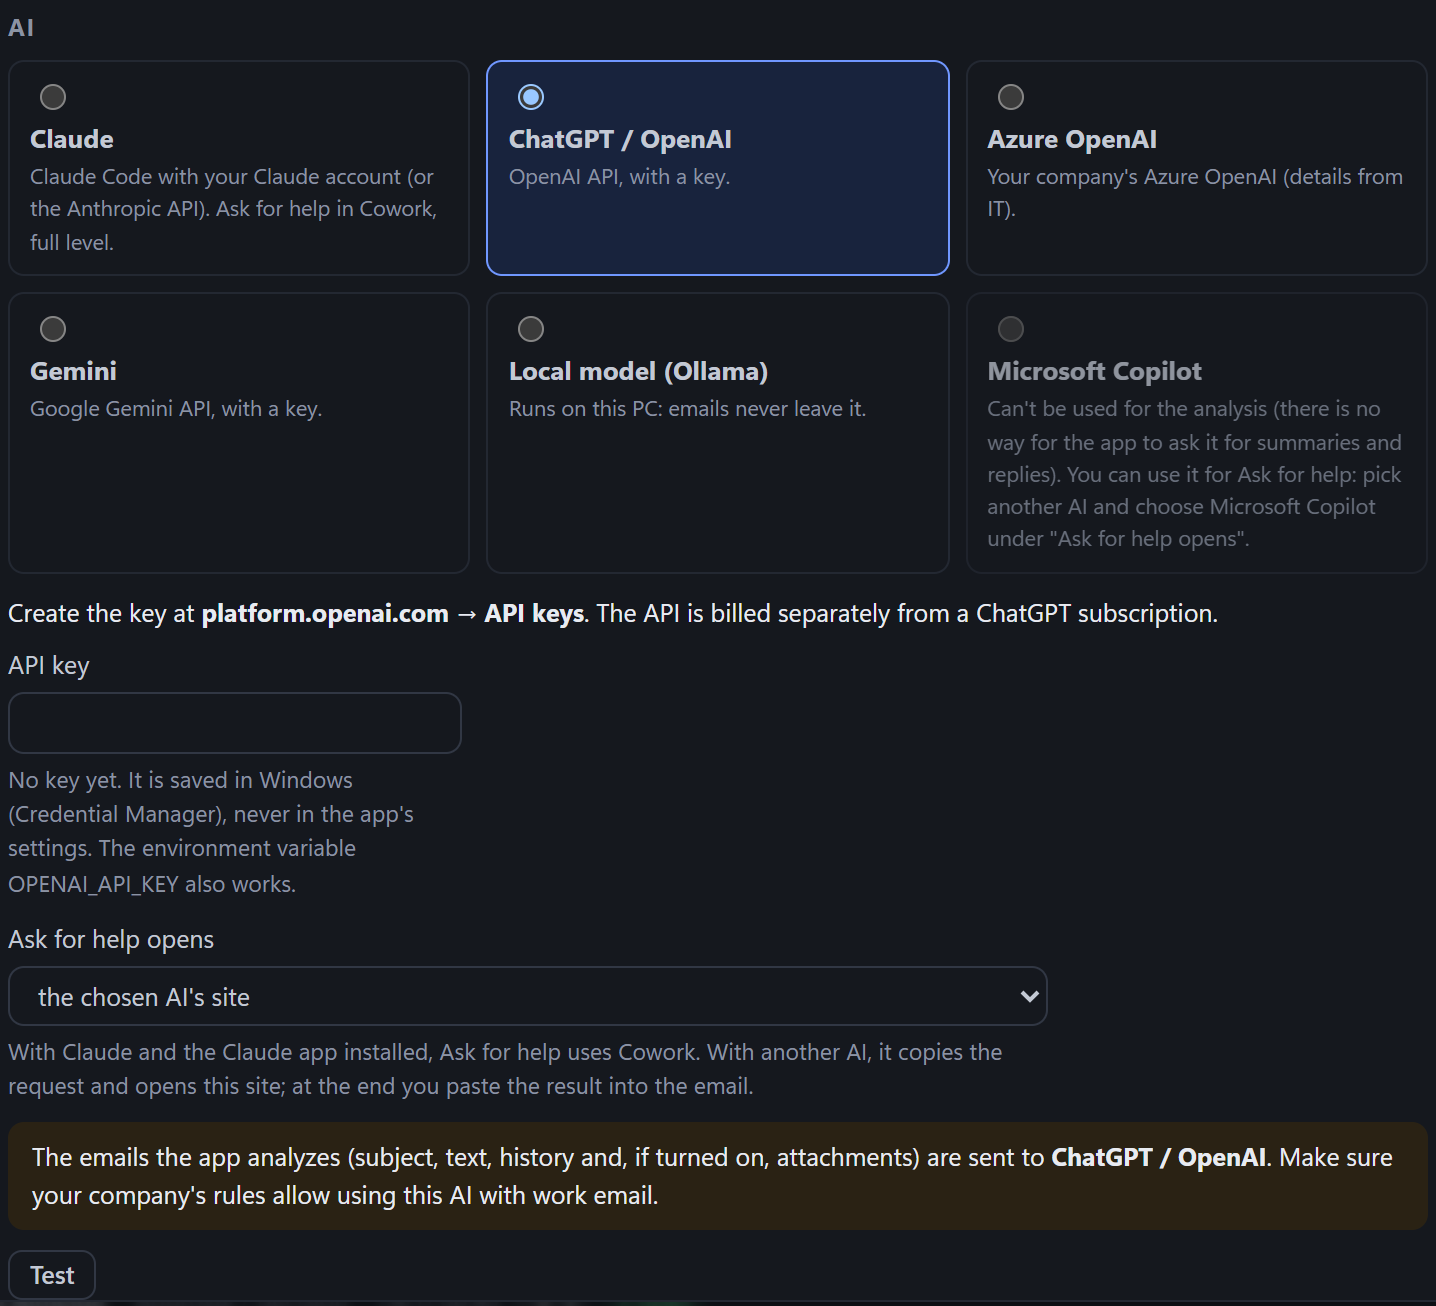 AI
Claude
Claude Code with your Claude account (or
the Anthropic API). Ask for help in Cowork,
full level.
ChatGPT / OpenAI
OpenAI API, with a key.
Azure OpenAI
Your company's Azure OpenAI (details from
IT).
Gemini
Google Gemini API, with a key.
Local model (Ollama)
Runs on this PC: emails never leave it.
Microsoft Copilot
Can't be used for the analysis (there is no
way for the app to ask it for summaries and
replies). You can use it for Ask for help: pick
another AI and choose Microsoft Copilot
under "Ask for help opens".
Create the key at platform.openai.com → API keys. The API is billed separately from a ChatGPT subscription.
API key
No key yet. It is saved in Windows
(Credential Manager), never in the app's
settings. The environment variable
OPENAI_API_KEY also works.
Ask for help opens
the chosen AI's site
With Claude and the Claude app installed, Ask for help uses Cowork. With another AI, it copies the
request and opens this site; at the end you paste the result into the email.
The emails the app analyzes (subject, text, history and, if turned on, attachments) are sent to ChatGPT / OpenAI. Make sure
your company's rules allow using this AI with work email.
Test